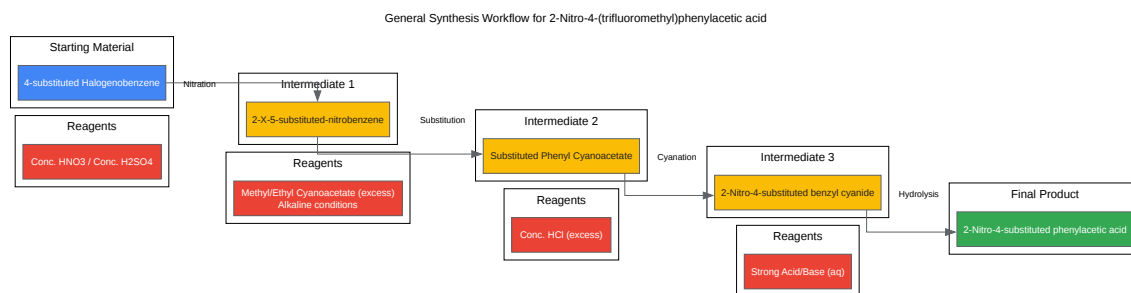 General Synthesis Workflow for 2-Nitro-4-(trifluoromethyl)phenylacetic acid
Starting Material
4-substituted Halogenobenzene
Reagents
Conc. HNO3 / Conc. H2SO4
Nitration
Intermediate 1
2-X-5-substituted-nitrobenzene
Reagents
Methyl/Ethyl Cyanoacetate (excess)
Alkaline conditions
Substitution
Intermediate 2
Substituted Phenyl Cyanoacetate
Reagents
Conc. HCl (excess)
Cyanation
Intermediate 3
2-Nitro-4-substituted benzyl cyanide
Reagents
Strong Acid/Base (aq)
Hydrolysis
Final Product
2-Nitro-4-substituted phenylacetic acid